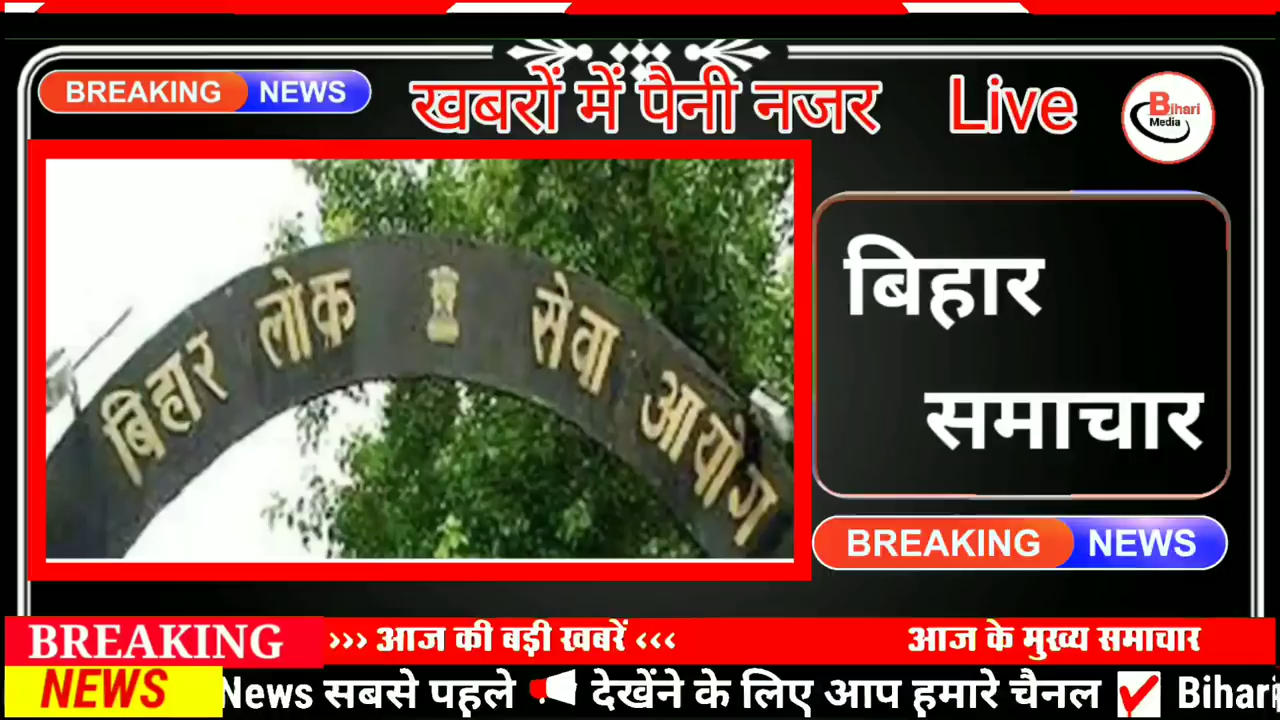 BREAKING NEWS
खबरों में पैनी नजर Live
Bihari
Media
बिहार लोक सेवा आयोग
बिहार
समाचार
BREAKING NEWS
BREAKING
NEWS
>>> आज की बड़ी खबरें <<<
आज के मुख्य समाचार
News सबसे पहले देखेंने के लिए आप हमारे चैनल Bihari